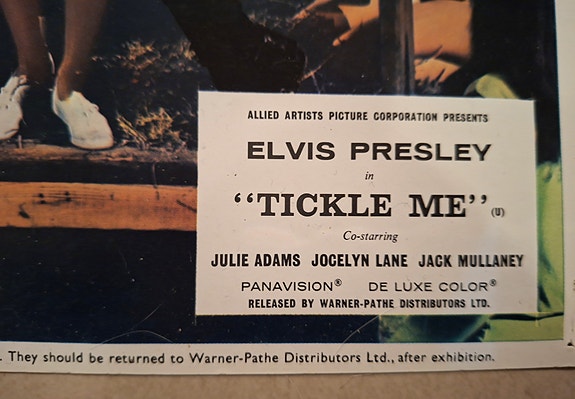 ALLIED ARTISTS PICTURE CORPORATION PRESENTS
ELVIS PRESLEY
in
“TICKLE ME” (U)
Co-starring
JULIE ADAMS JOCELYN LANE JACK MULLANEY
PANAVISION® DE LUXE COLOR®
RELEASED BY WARNER-PATHE DISTRIBUTORS LTD.
. They should be returned to Warner-Pathe Distributors Ltd., after exhibition.